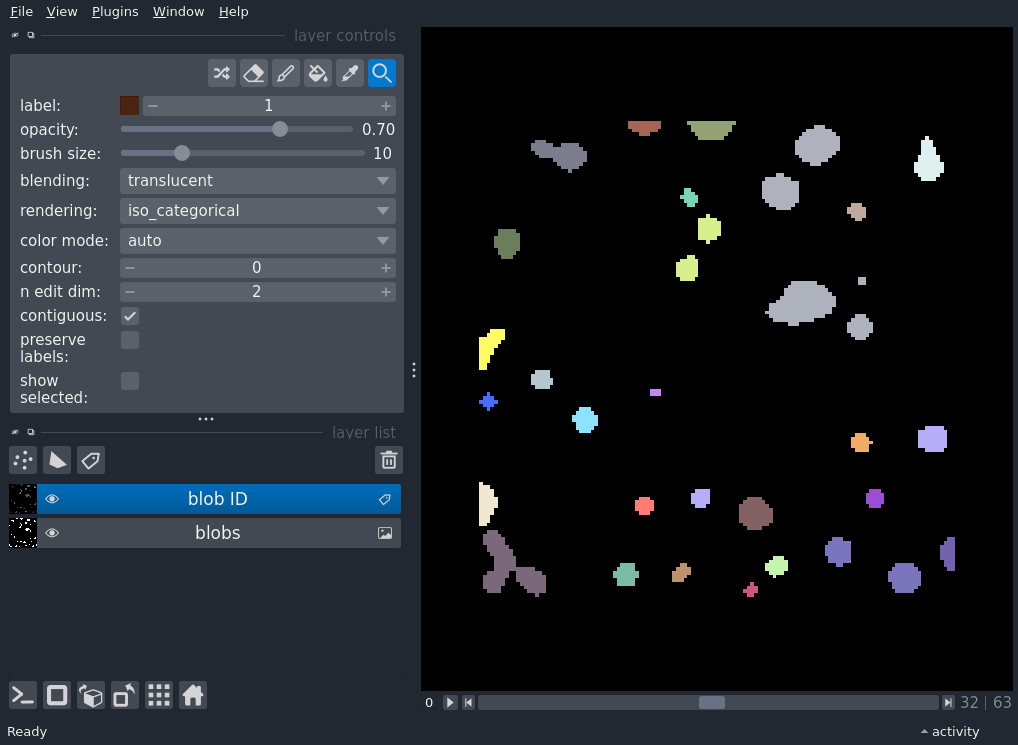 File View Plugins Window Help
layer controls
label: 1
opacity: 0.70
brush size: 10
blending: translucent
rendering: iso_categorical
color mode: auto
contour: 0
n edit dim: 2
contiguous:
preserve
labels:
show
selected:
layer list
blob ID
blobs
0 32 | 63
Ready activity